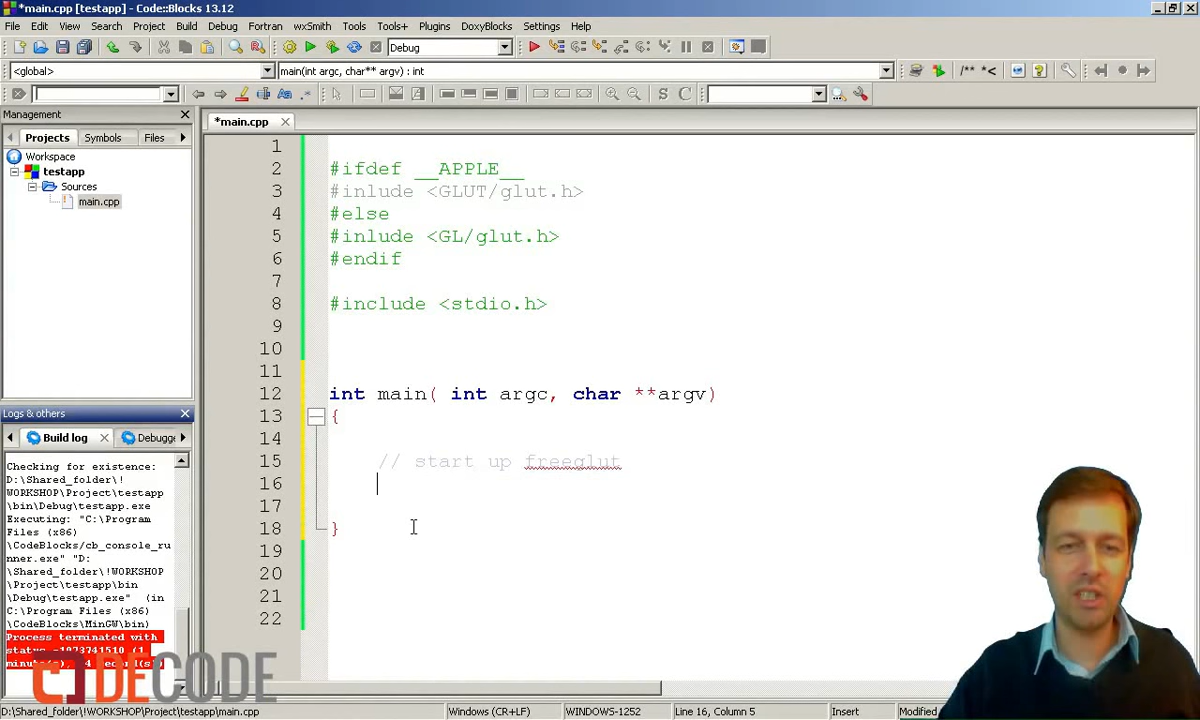 *main.cpp [testapp] - Code::Blocks 13.12
File Edit View Search Project Build Debug Fortran wxSmith Tools Tools+ Plugins DoxyBlocks Settings Help
Debug
<global>
main(int argc, char** argv) : int
/** *<
S C
Management
Projects Symbols Files
Workspace
testapp
Sources
main.cpp
*main.cpp
1
2 #ifdef __APPLE__
3 #inlude <GLUT/glut.h>
4 #else
5 #inlude <GL/glut.h>
6 #endif
7
8 #include <stdio.h>
9
10
11
12 int main( int argc, char **argv)
13 {
14
15 // start up freeglut
16
17
18 }
19
20
21
22
Logs & others
Build log Debugge
Checking for existence:
D:\Shared_folder\!
WORKSHOP\Project\testapp
\bin\Debug\testapp.exe
Executing: "C:\Program
Files (x86)
\CodeBlocks/cb_console_ru
nner.exe" "D:
\Shared_folder\!WORKSHOP
\Project\testapp\bin
\Debug\testapp.exe" (in
C:\Program Files (x86)
\CodeBlocks\MinGW\bin)
Process terminated with
status -1073741510 (1
minute(s), 4 second(s))
DECODE
D:\Shared_folder\!WORKSHOP\Project\testapp\main.cpp
Windows (CR+LF) WINDOWS-1252 Line 16, Column 5 Insert Modified